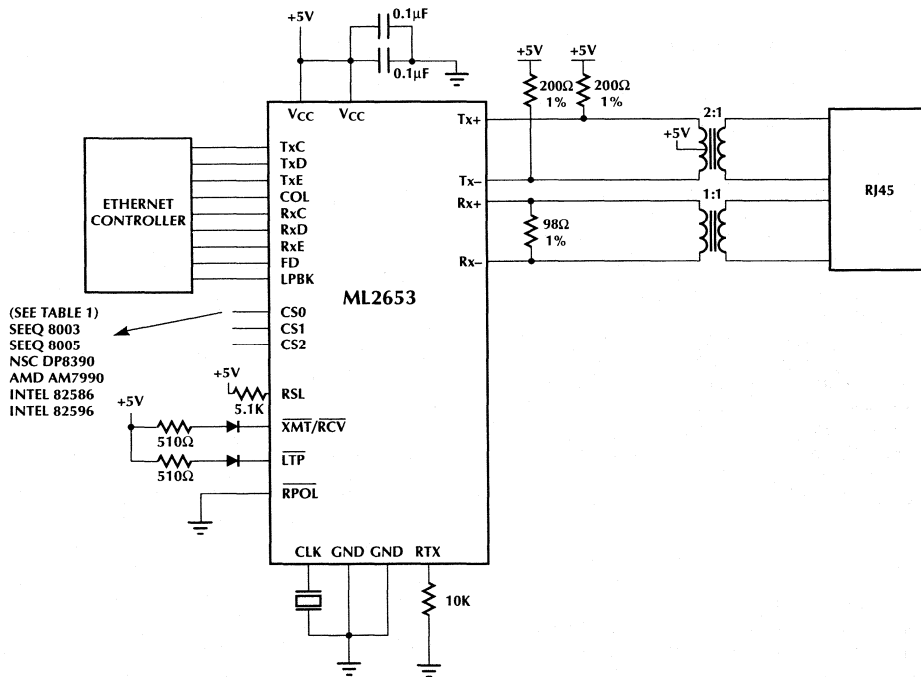 +5V
0.1µF
0.1µF
+5V
+5V
200Ω
1%
200Ω
1%
VCC
VCC
Tx+
2:1
+5V
TxC
TxD
TxE
COL
RxC
RxD
RxE
FD
LPBK
ETHERNET
CONTROLLER
Tx–
Rx+
1:1
RJ45
98Ω
1%
Rx–
ML2653
(SEE TABLE 1)
SEEQ 8003
SEEQ 8005
NSC DP8390
AMD AM7990
INTEL 82586
INTEL 82596
CS0
CS1
CS2
+5V
RSL
5.1K
+5V
XMT/RCV
510Ω
LTP
510Ω
RPOL
CLK GND GND RTX
10K